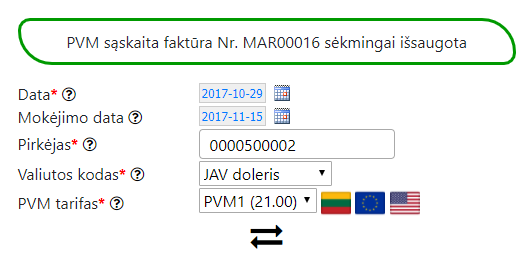 PVM sąskaita faktūra Nr. MAR00016 sėkmingai išsaugota
Data* 2017-10-29
Mokėjimo data 2017-11-15
Pirkėjas* 0000500002
Valiutos kodas* JAV doleris
PVM tarifas* PVM1 (21.00)